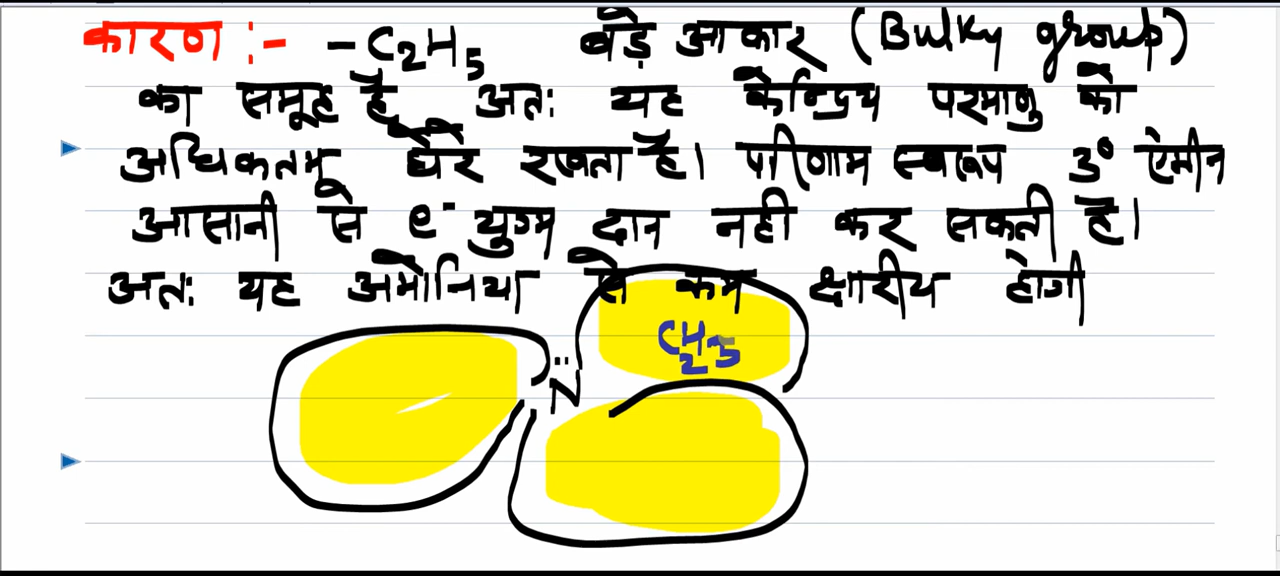 कारण :- -C2H5 बड़े आकार (Bulky group)
का समूह है, अतः यह केन्द्रिय परमाणु को
अधिकतम घेरे रखता है। परिणाम स्वरूप 3° ऐमीन
आसानी से e- युग्म दान नही कर सकती है।
अतः यह अमोनिया से कम क्षारीय होगी
N̈